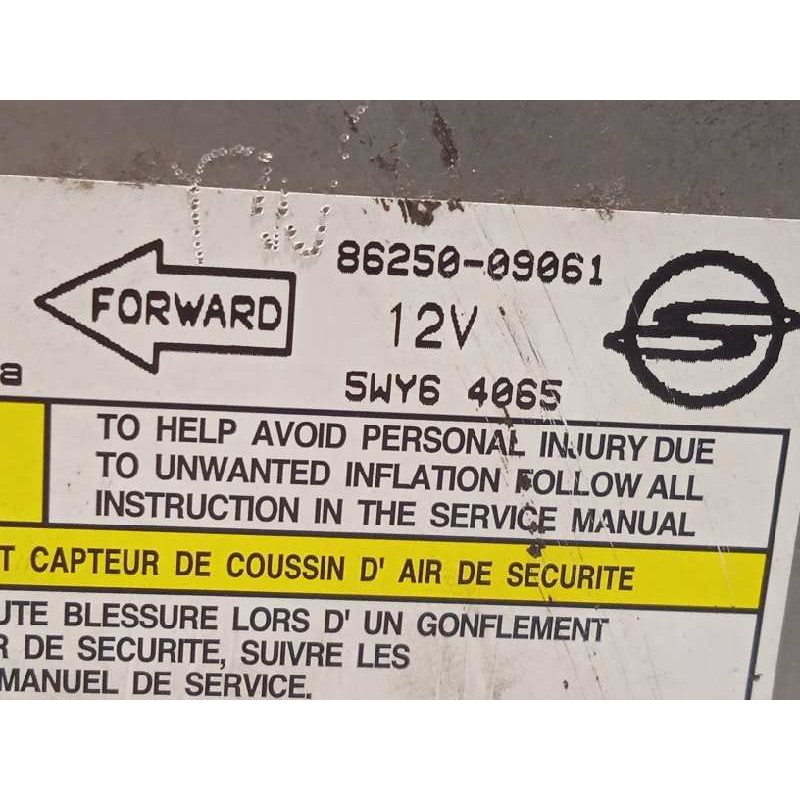 86250-09061
FORWARD
12V
a
5WY6 4065
TO HELP AVOID PERSONAL INJURY DUE
TO UNWANTED INFLATION FOLLOW ALL
INSTRUCTION IN THE SERVICE MANUAL
T CAPTEUR DE COUSSIN D' AIR DE SECURITE
UTE BLESSURE LORS D' UN GONFLEMENT
R DE SECURITE, SUIVRE LES
MANUEL DE SERVICE.